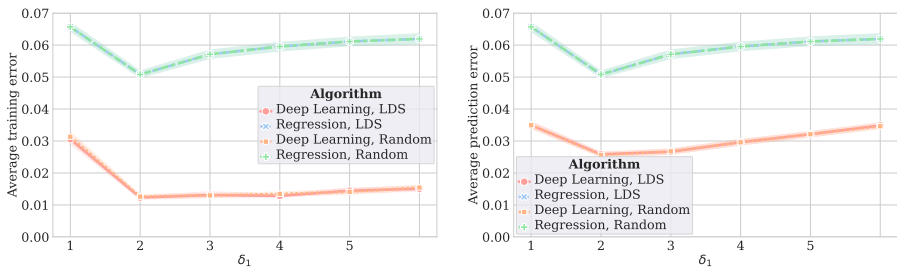 0.07
0.06
0.05
0.04
0.03
0.02
0.01
0.00
Average training error
1 2 3 4 5
δ1
Algorithm
Deep Learning, LDS
Regression, LDS
Deep Learning, Random
Regression, Random
0.07
0.06
0.05
0.04
0.03
0.02
0.01
0.00
Average prediction error
1 2 3 4 5
δ1
Algorithm
Deep Learning, LDS
Regression, LDS
Deep Learning, Random
Regression, Random